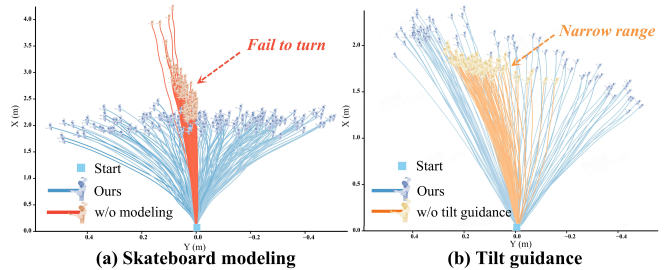 4.0
3.5
3.0
2.5
2.0
1.5
1.0
0.5
0.0
X (m)
Fail to turn
Start
Ours
w/o modeling
0.4
0.2
0.0
-0.2
-0.4
Y (m)
(a) Skateboard modeling
2.0
1.5
1.0
0.5
0.0
X (m)
Narrow range
Start
Ours
w/o tilt guidance
0.4
0.2
0.0
-0.2
-0.4
Y (m)
(b) Tilt guidance